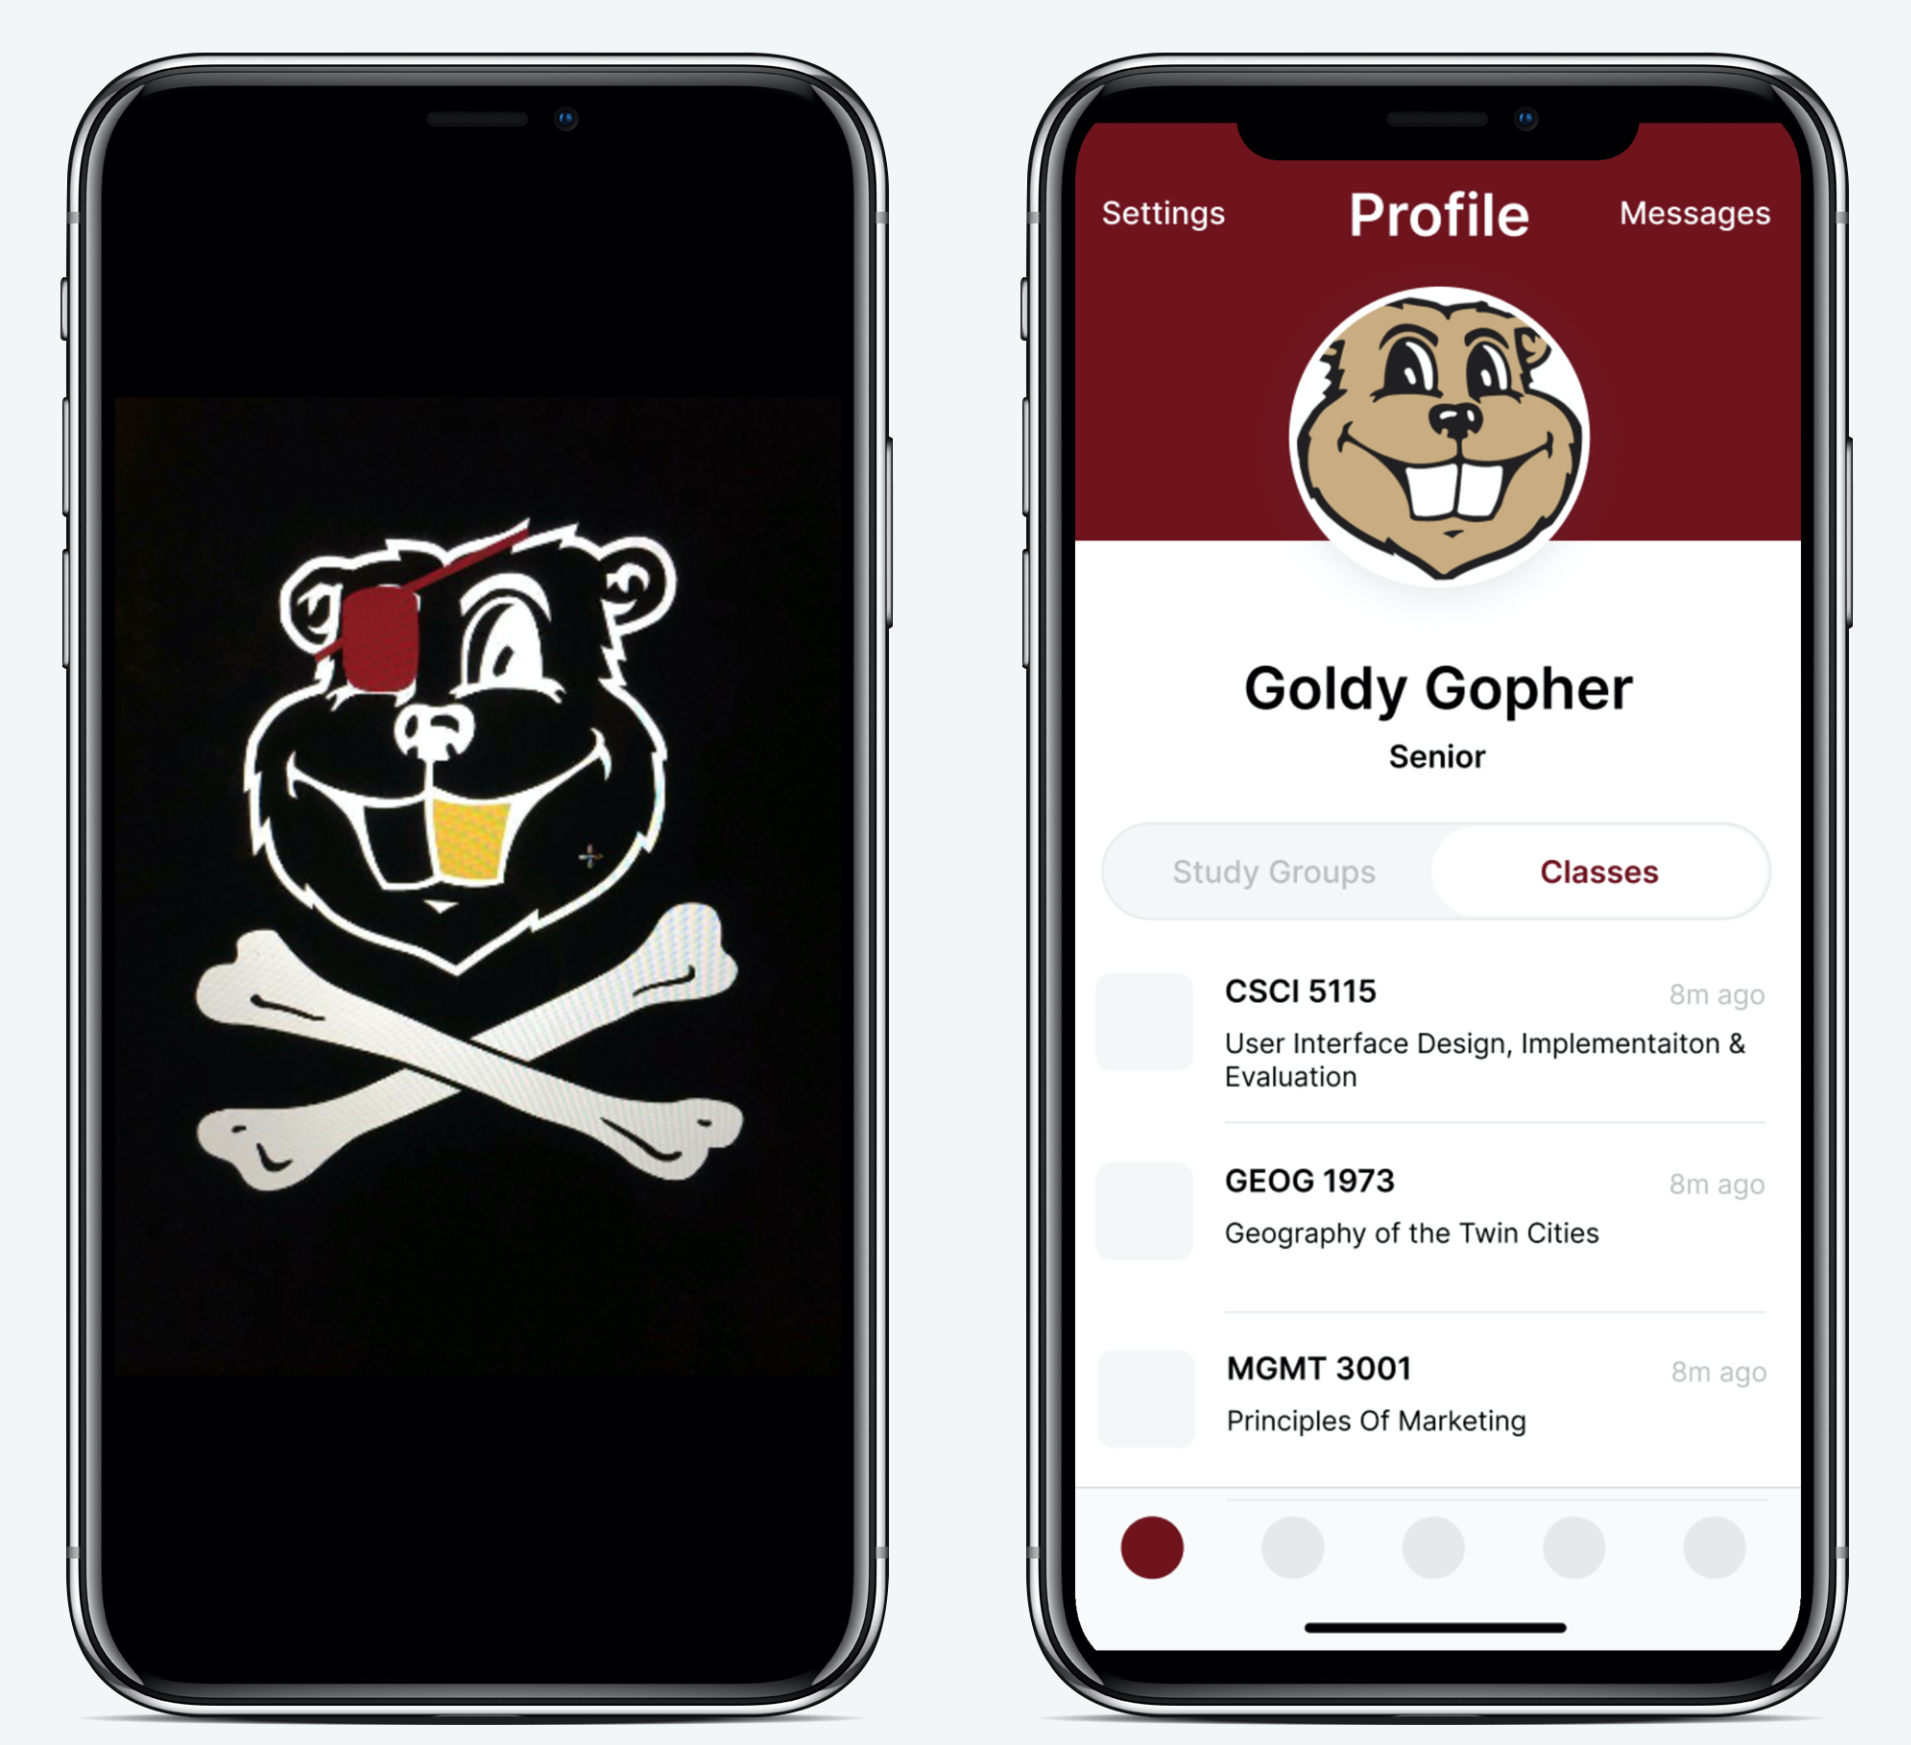 Settings
Profile
Messages
Goldy Gopher
Senior
Study Groups
Classes
CSCI 5115
8m ago
User Interface Design, Implementaiton &
Evaluation
GEOG 1973
8m ago
Geography of the Twin Cities
MGMT 3001
8m ago
Principles Of Marketing